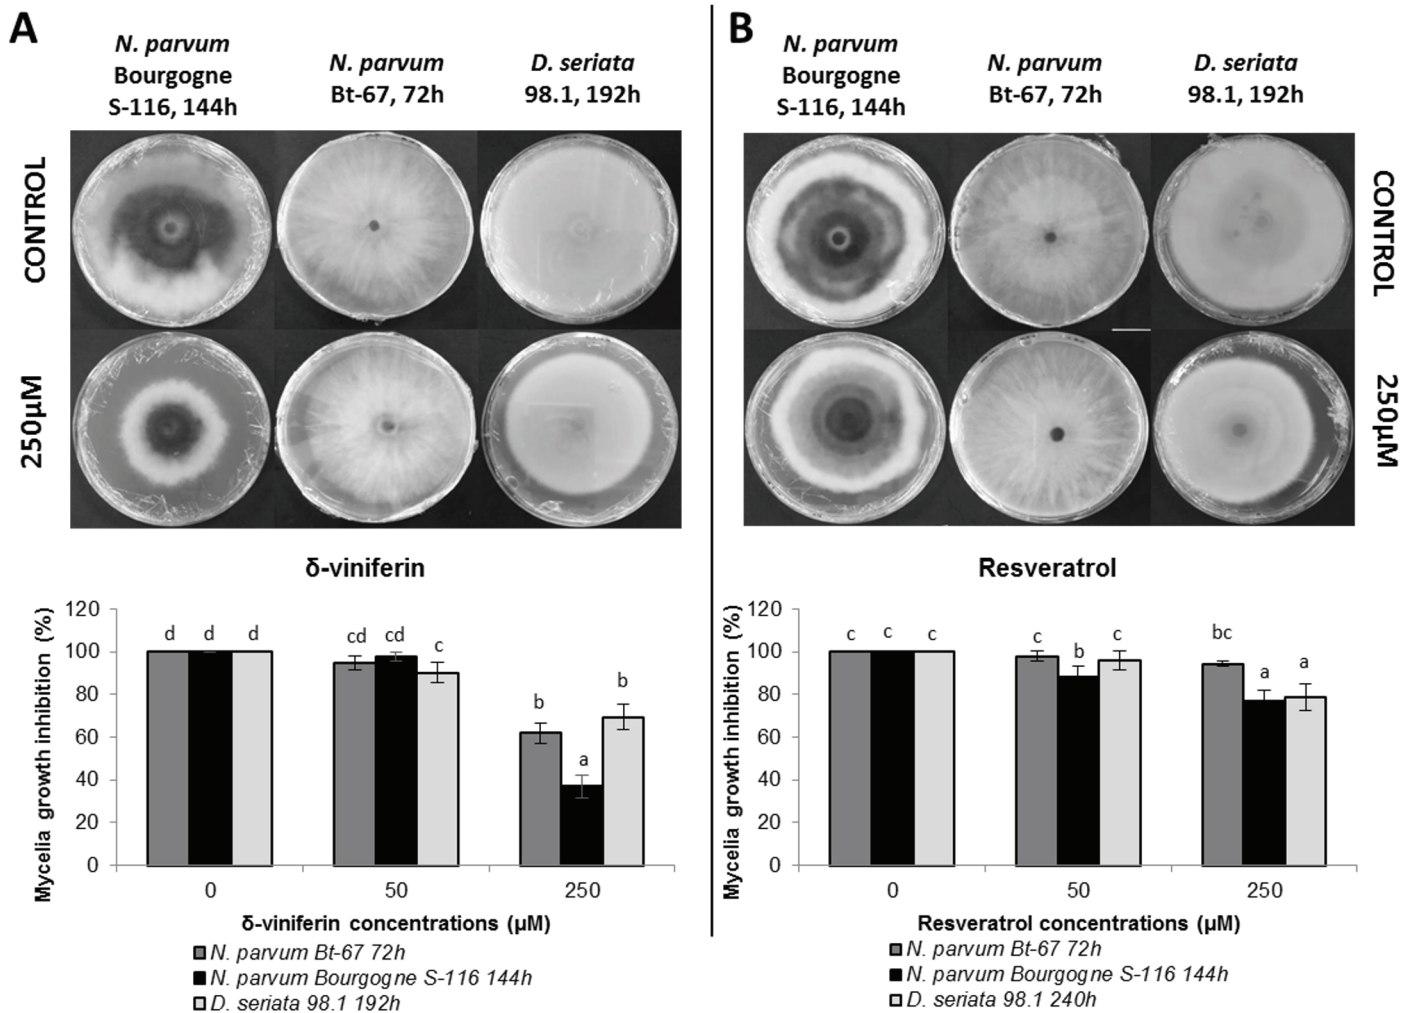 A
N. parvum
Bourgogne
S-116, 144h
N. parvum
Bt-67, 72h
D. seriata
98.1, 192h
CONTROL
250µM
δ-viniferin
Mycelia growth inhibition (%)
120
100
80
60
40
20
0
d d d
cd cd c
b a b
0 50 250
δ-viniferin concentrations (µM)
N. parvum Bt-67 72h
N. parvum Bourgogne S-116 144h
D. seriata 98.1 192h
B
N. parvum
Bourgogne
S-116, 144h
N. parvum
Bt-67, 72h
D. seriata
98.1, 192h
CONTROL
250µM
Resveratrol
Mycelia growth inhibition (%)
120
100
80
60
40
20
0
c c c
c b c
bc a a
0 50 250
Resveratrol concentrations (µM)
N. parvum Bt-67 72h
N. parvum Bourgogne S-116 144h
D. seriata 98.1 240h